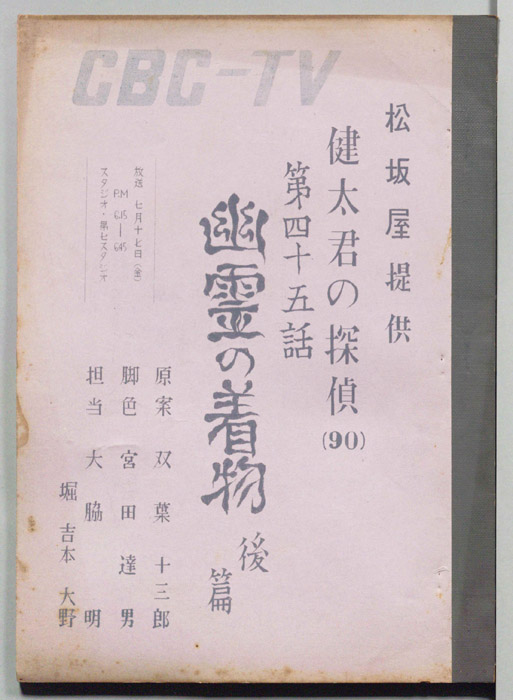 CBC-TV
松坂屋提供
健太君の探偵(90)
第四十五話
幽霊の着物 後篇
放送 七月十七日(金)
P.M 6.15―6.45
スタジオ・第七スタジオ
原案 双葉十三郎
脚色 宮田達男
担当 大脇 明
堀 吉本 大野